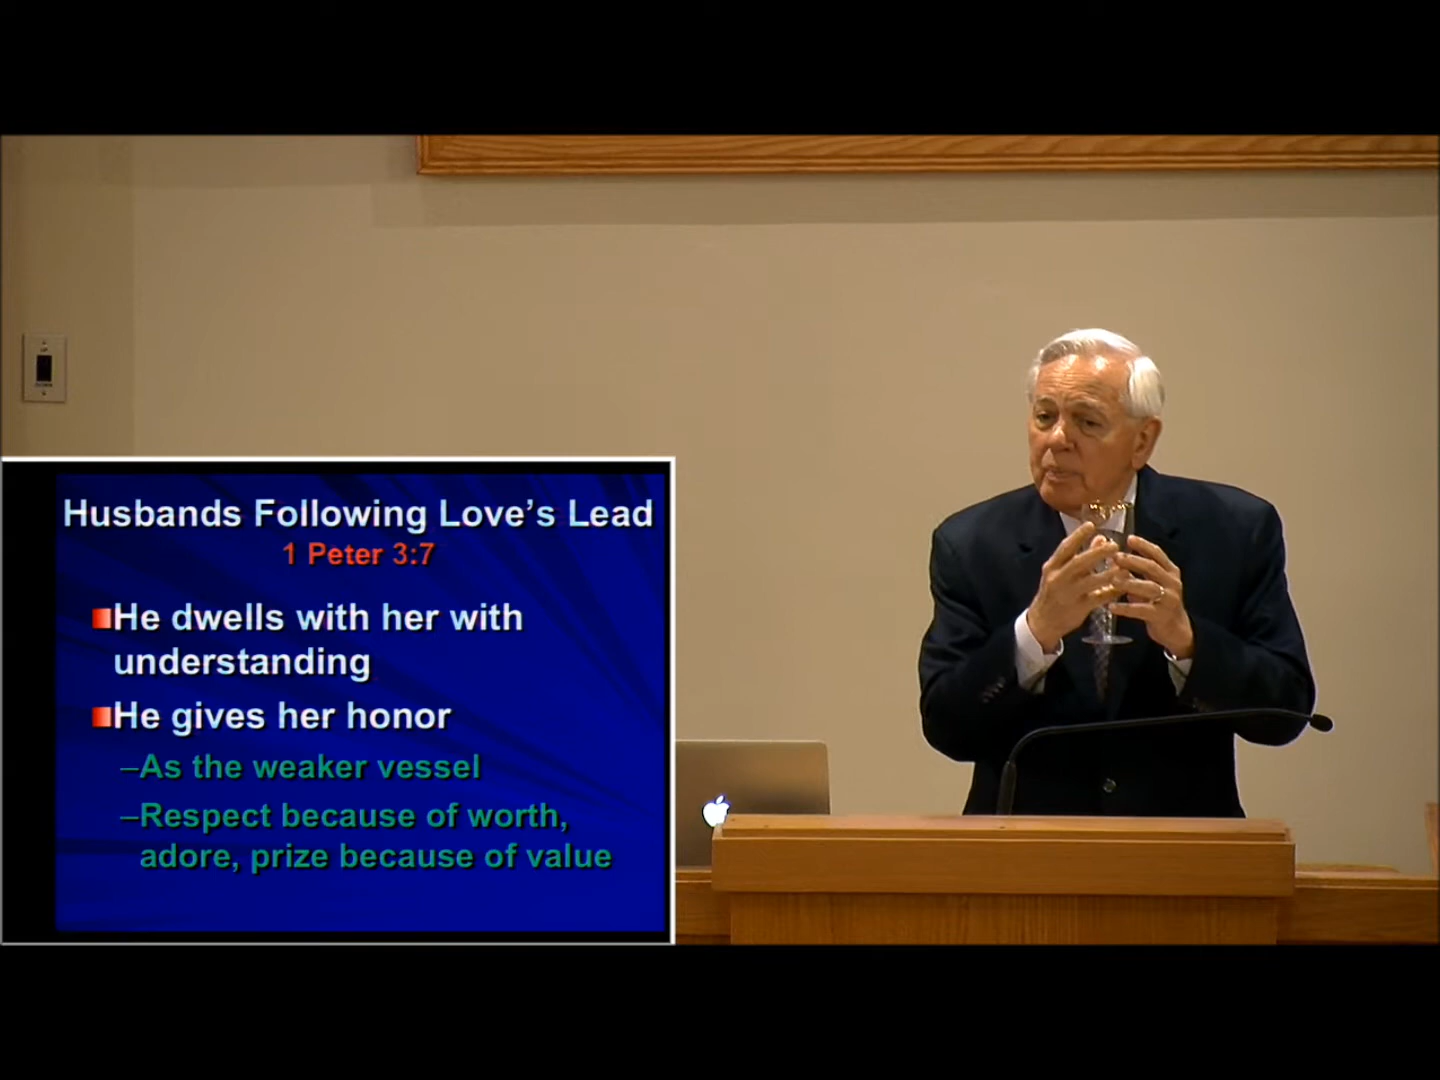 Husbands Following Love's Lead
1 Peter 3:7
He dwells with her with
understanding
He gives her honor
–As the weaker vessel
–Respect because of worth,
adore, prize because of value